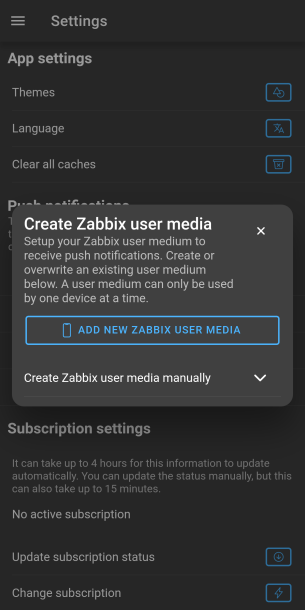 Settings
App settings
Themes
Language
Clear all caches
Push notifications
Create Zabbix user media
Setup your Zabbix user medium to
receive push notifications. Create or
overwrite an existing user medium
below. A user medium can only be used
by one device at a time.
ADD NEW ZABBIX USER MEDIA
Create Zabbix user media manually
Subscription settings
It can take up to 4 hours for this information to update
automatically. You can update the status manually, but this
can also take up to 15 minutes.
No active subscription
Update subscription status
Change subscription